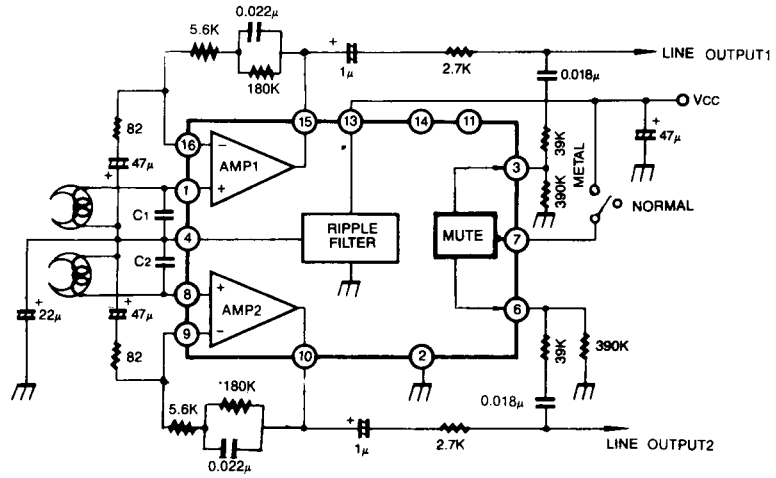 0.022μ
5.6K
180K
+
1μ
2.7K
LINE OUTPUT1
0.018μ
VCC
15
13
14
11
82
16
−
AMP1
+
47μ
+
1
C1
39K
METAL
3
390K
+
47μ
NORMAL
4
RIPPLE
FILTER
MUTE
7
C2
8
+
AMP2
−
6
+
22μ
+
47μ
9
82
10
2
39K
390K
180K
5.6K
0.022μ
+
1μ
2.7K
0.018μ
LINE OUTPUT2